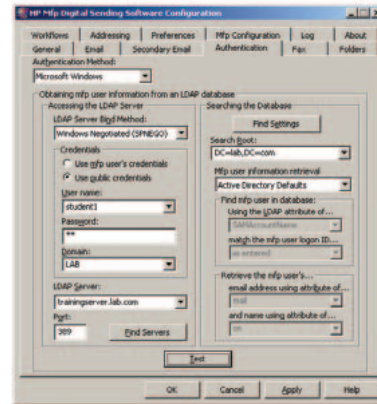 HP Mfp Digital Sending Software Configuration
Workflows Addressing Preferences Mfp Configuration Log About
General Email Secondary Email Authentication Fax Folders
Authentication Method:
Microsoft Windows
Obtaining mfp user information from an LDAP database
Accessing the LDAP Server
LDAP Server Bind Method:
Windows Negotiated (SPNEGO)
Credentials
Use mfp user's credentials
Use public credentials
User name:
student1
Password:
**
Domain:
LAB
LDAP Server:
trainingserver.lab.com
Port:
389 Find Servers
Searching the Database
Find Settings
Search Root:
DC=lab,DC=com
Mfp user information retrieval
Active Directory Defaults
Find mfp user in database:
Using the LDAP attribute of...
sAMAccountName
match the mfp user logon ID...
as entered
Retrieve the mfp user's...
email address using attribute of...
mail
and name using attribute of...
cn
Test
OK Cancel Apply Help